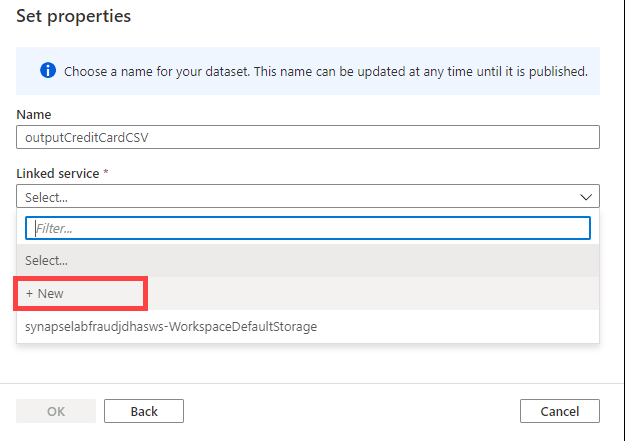 Set properties
Choose a name for your dataset. This name can be updated at any time until it is published.
Name
outputCreditCardCSV
Linked service *
Select...
Filter...
Select...
+ New
synapselabfraudjdhasws-WorkspaceDefaultStorage
OK
Back
Cancel